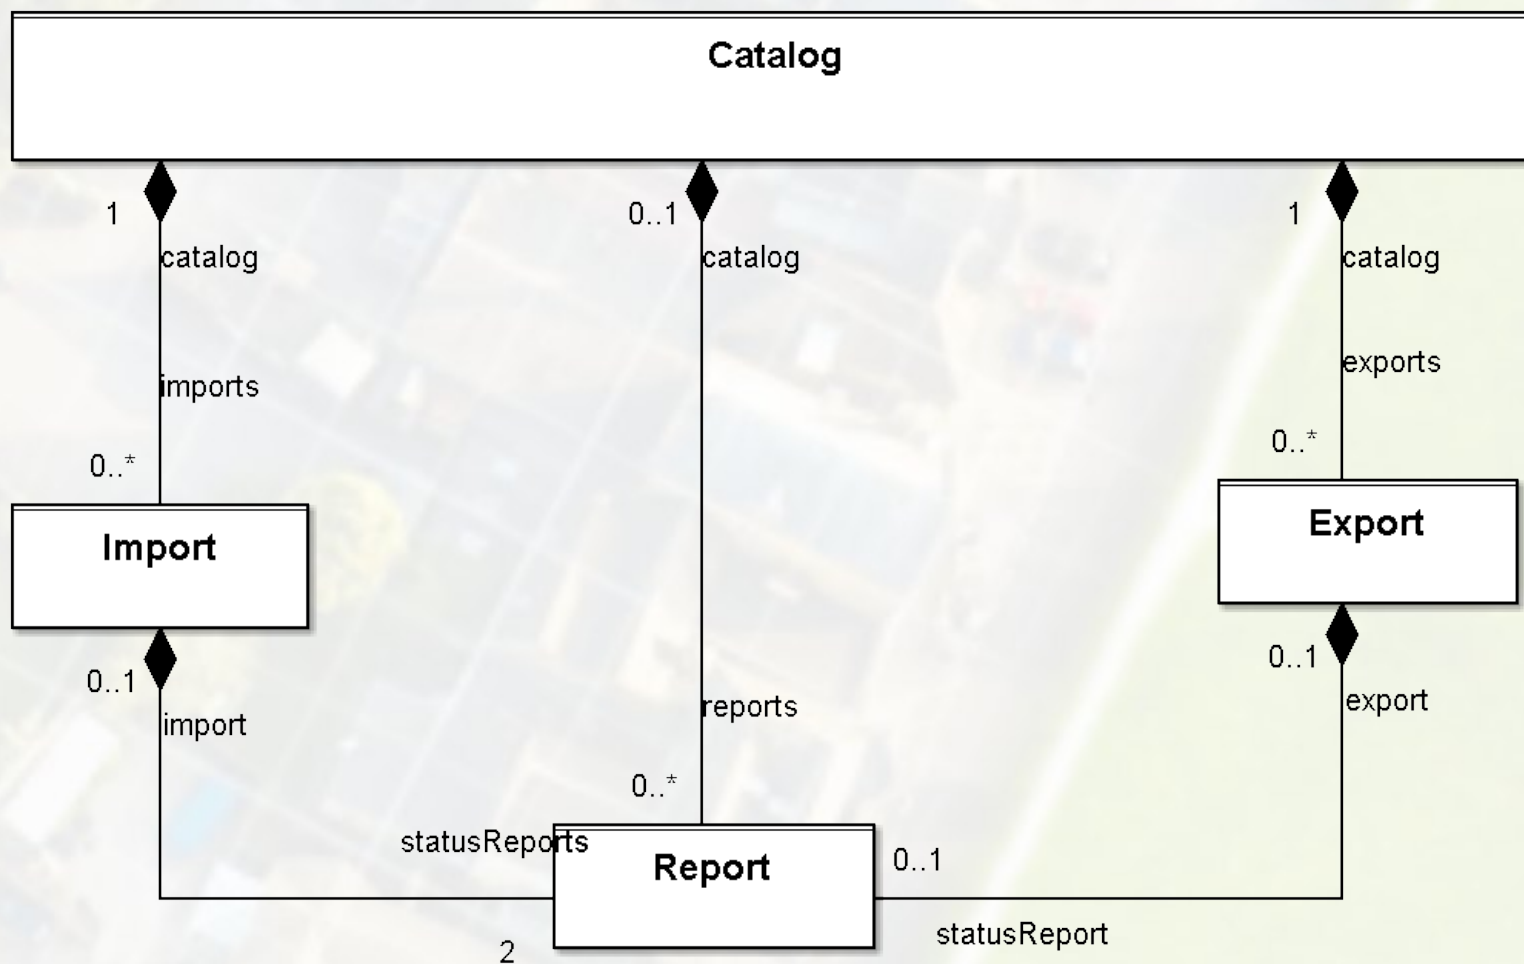 Catalog
1
0..1
1
catalog
catalog
catalog
exports
imports
0..*
0..*
Import
Export
0..1
0..1
import
export
reports
0..*
statusReports
Report
0..1
statusReport
2